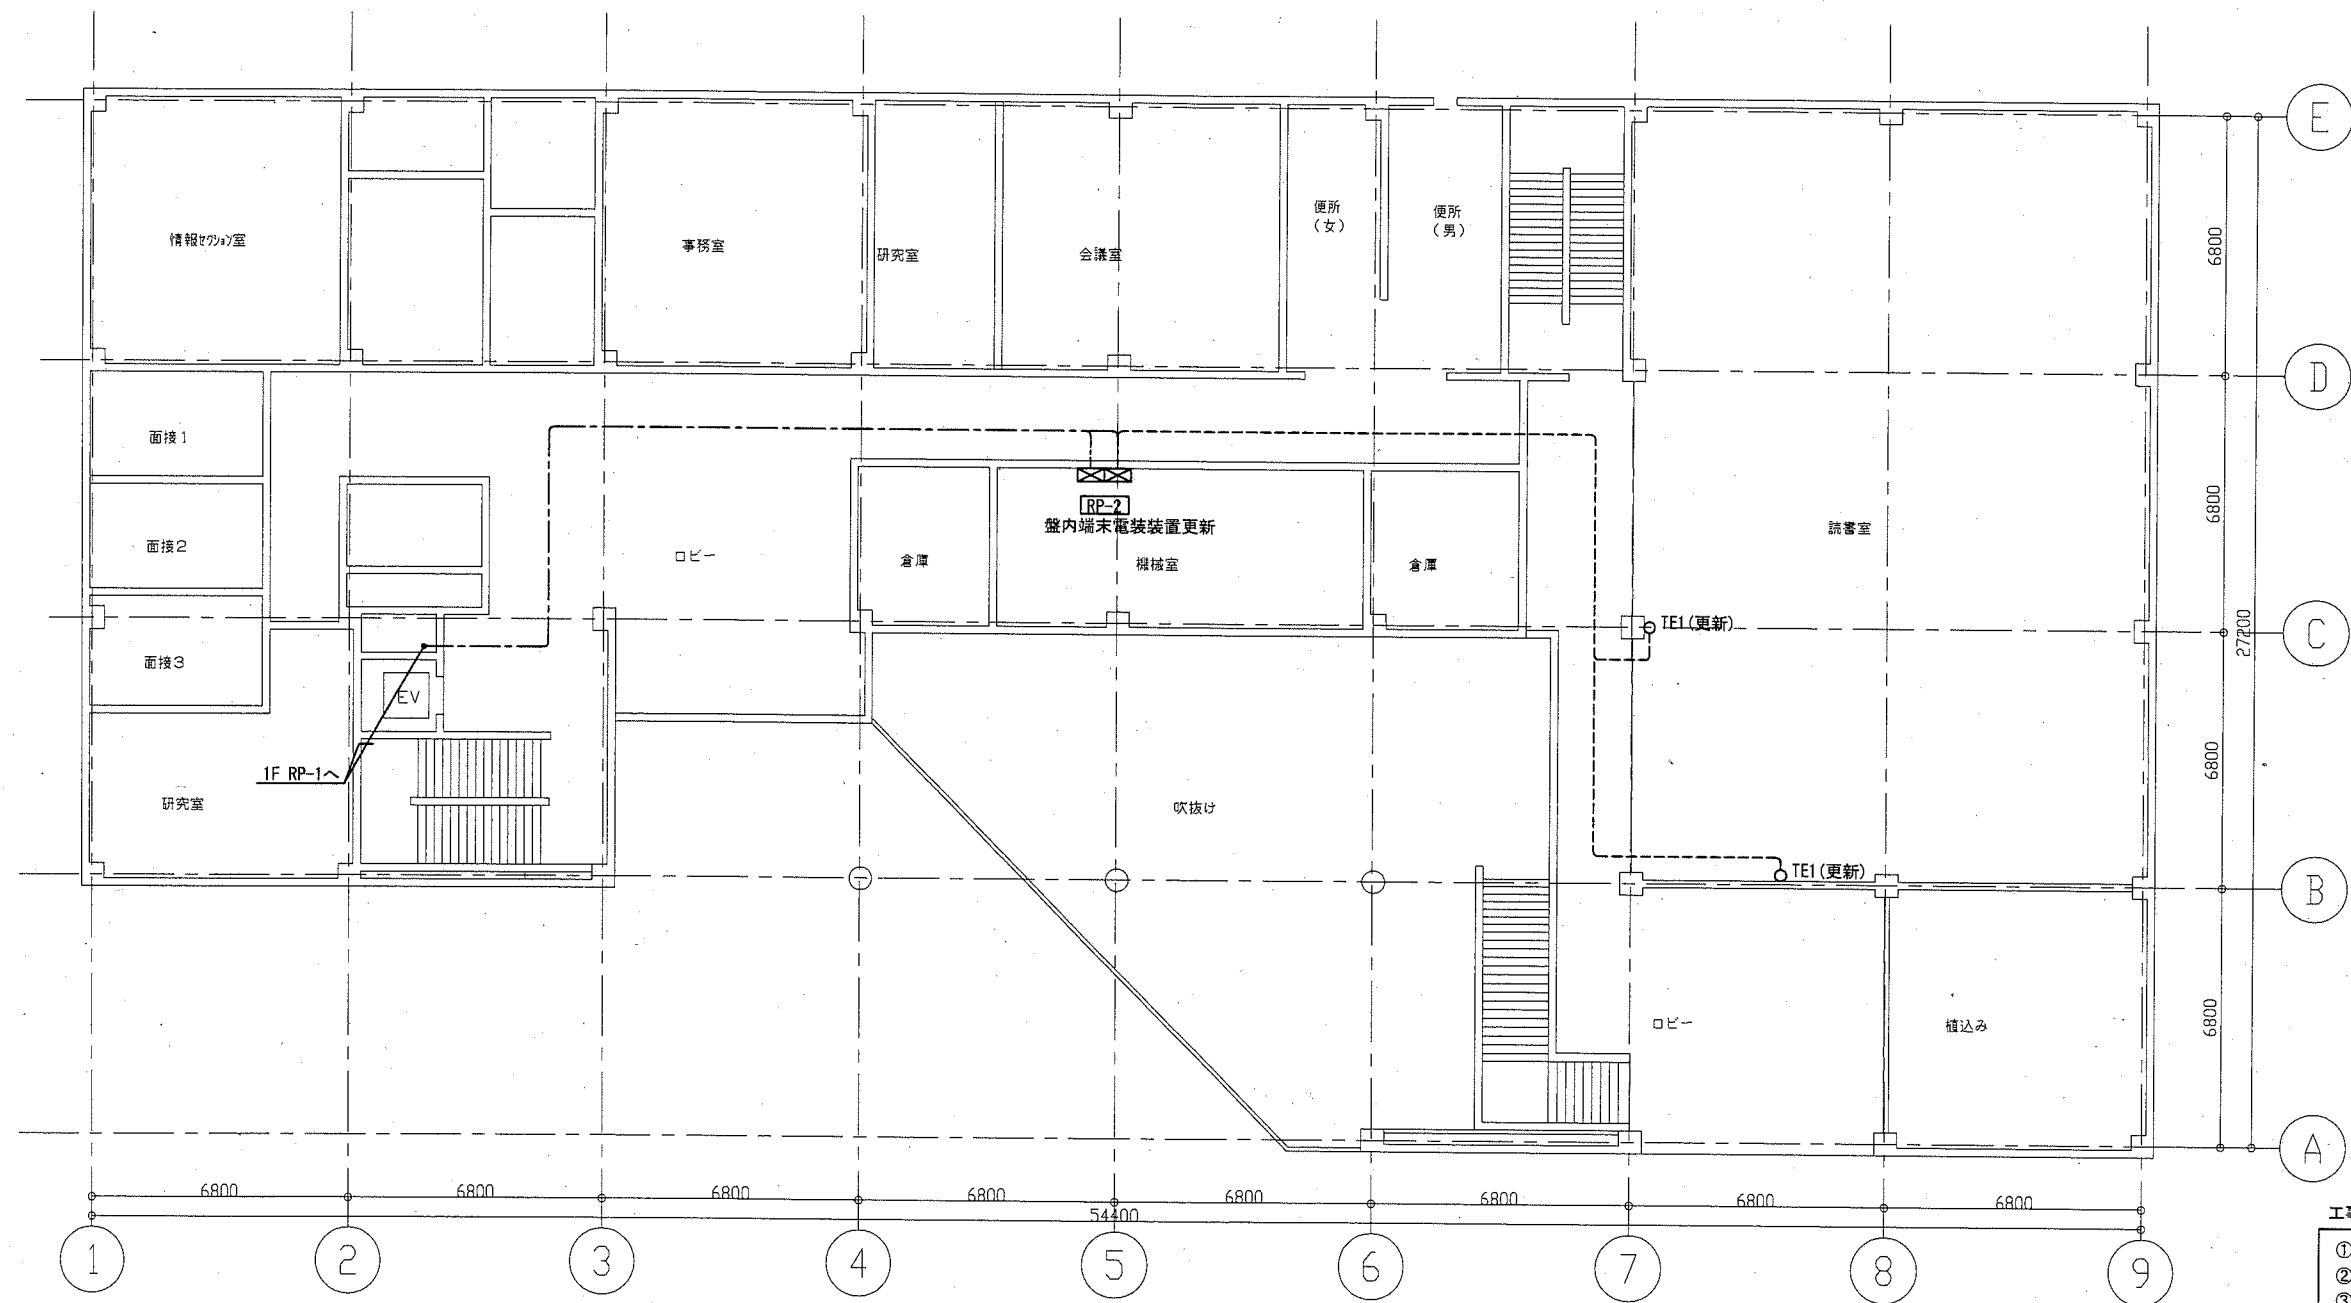 E
情報セクション室
事務室
研究室
会議室
便所
（女）
便所
（男）
6800
D
面接1
RP-2
盤内端末電装装置更新
6800
面接2
ロビー
倉庫
機械室
倉庫
読書室
TE1(更新)
C
27200
面接3
EV
1F RP-1へ
6800
研究室
吹抜け
TE1(更新)
B
ロビー
植込み
6800
A
6800
6800
6800
6800
6800
6800
6800
6800
54400
1
2
3
4
5
6
7
8
9
①
②
③